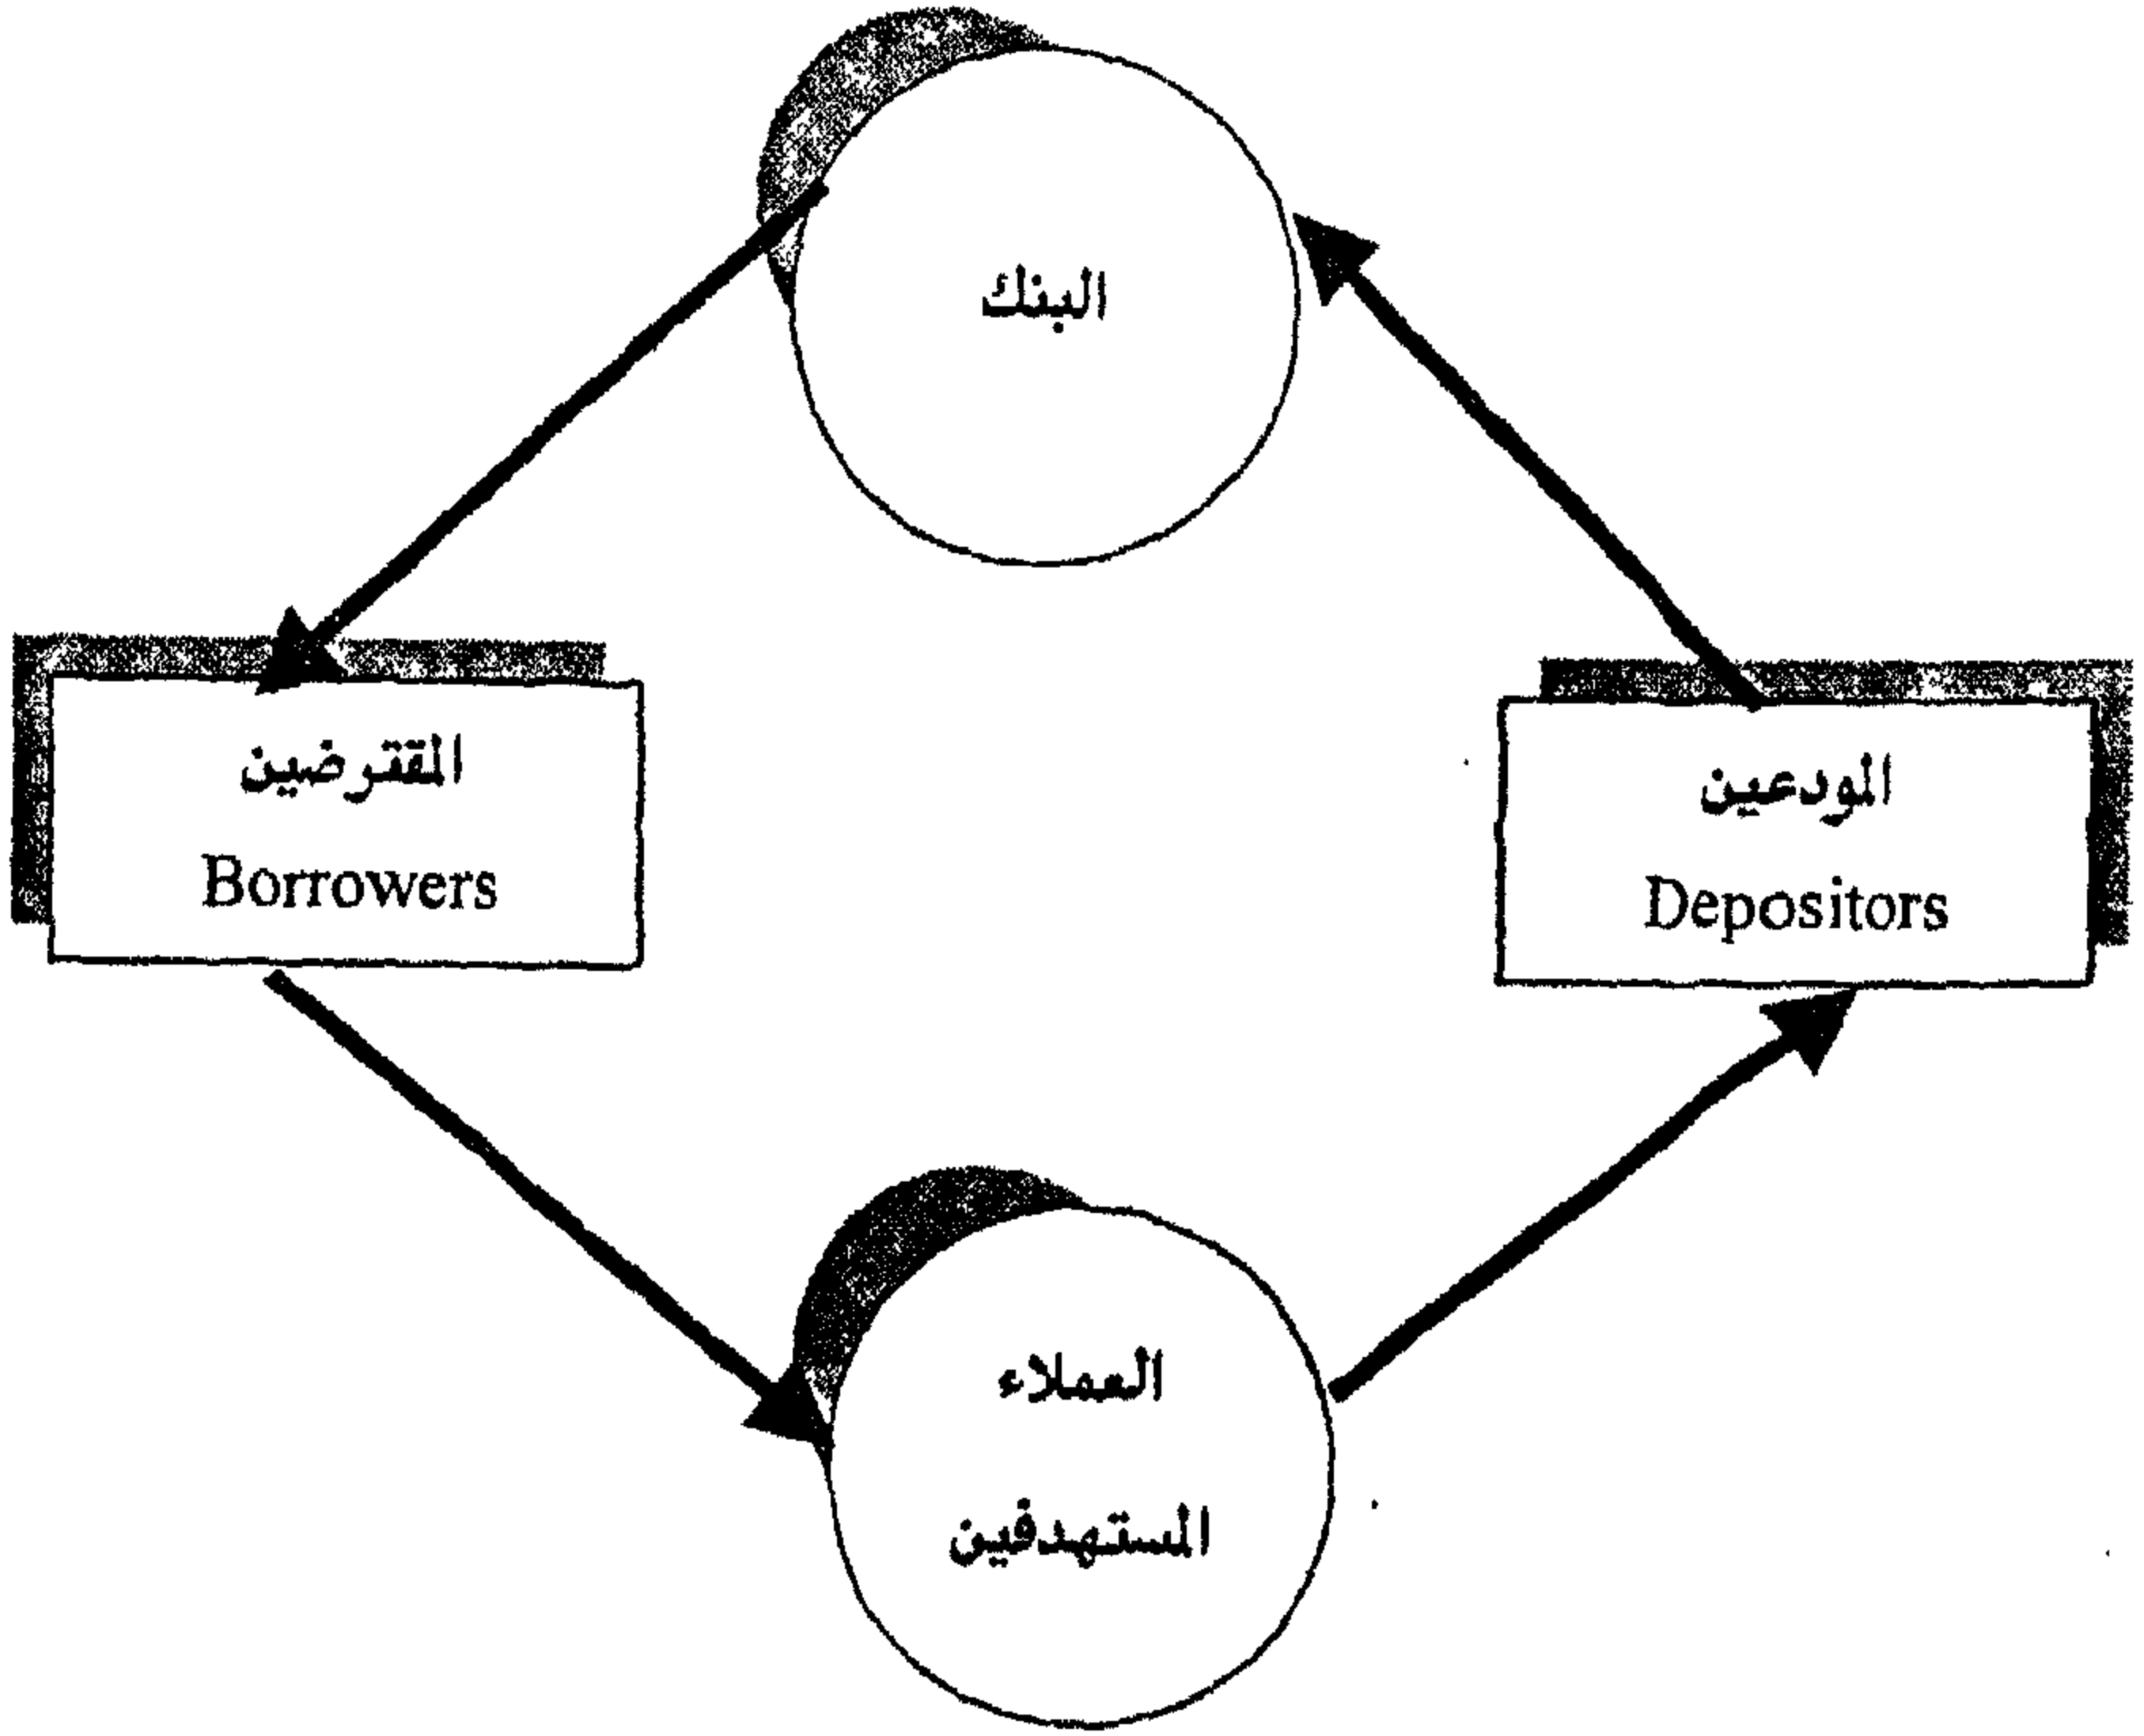 البنك
المودعين
Depositors
المقترضين
Borrowers
العملاء
المستهدفين